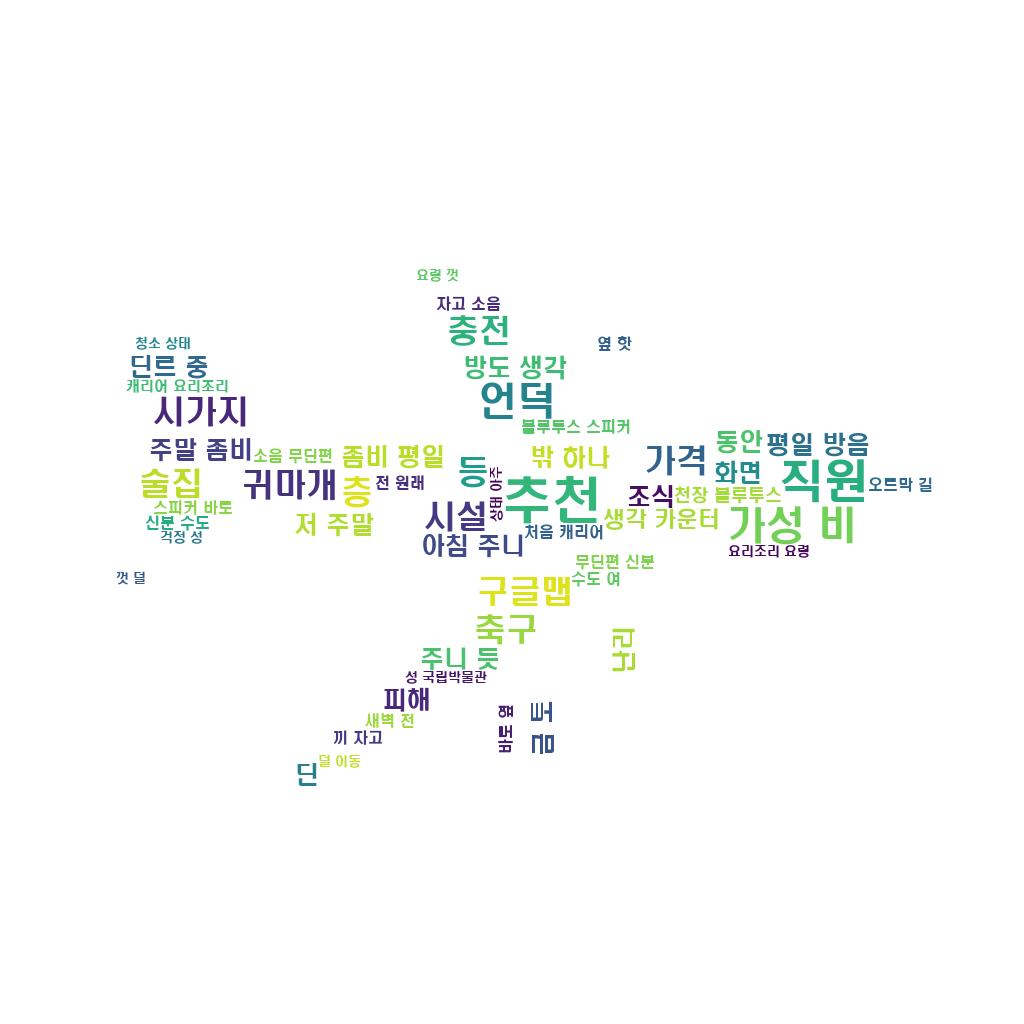 요령 껏
자고 소음
충전
옆 핫
청소 상태
딘르 중
방도 생각
캐리어 요리조리
언덕
시가지
블루투스 스피커
동안
평일 방음
주말 좀비
소음 무딘편
좀비 평일
밖 하나
가격
등
화면
직원
술집
귀마개
층
전 원래
상태 아주
추천
조식
천장 블루투스
오트막 길
스피커 바토
시설
생각 카운터
가성 비
신분 수도
저 주말
처음 캐리어
걱정 성
아침 주니
요리조리 요령
무딘편 신분
껏 덜
수도 여
구글맵
축구
난리
주니 듯
성 국립박물관
피해
새벽 전
바토 옆
금 토
끼 자고
덜 이동
딘